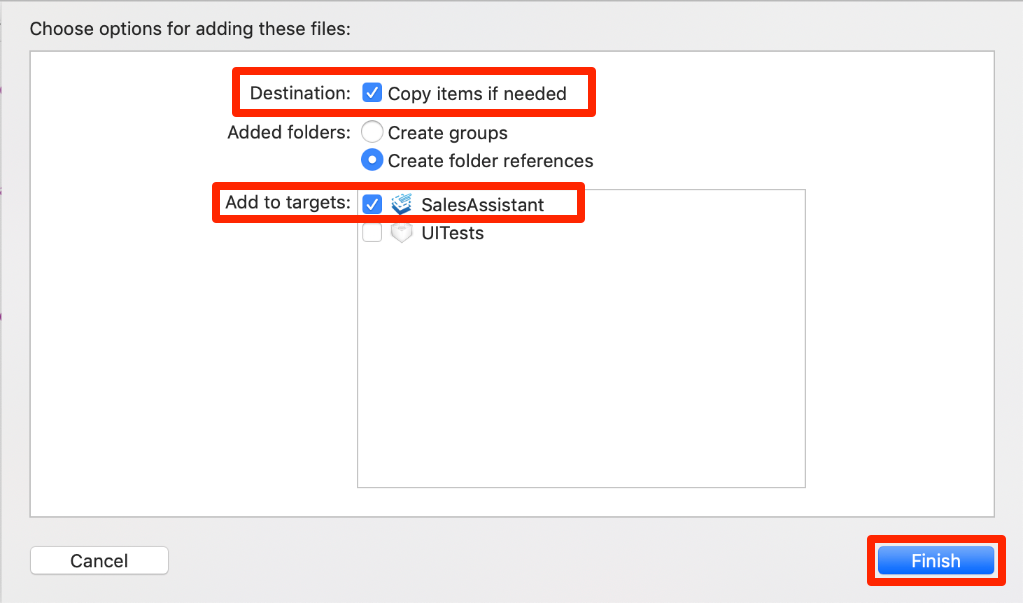 Choose options for adding these files:
Destination: Copy items if needed
Added folders: Create groups
Create folder references
Add to targets: SalesAssistant
UITests
Cancel
Finish